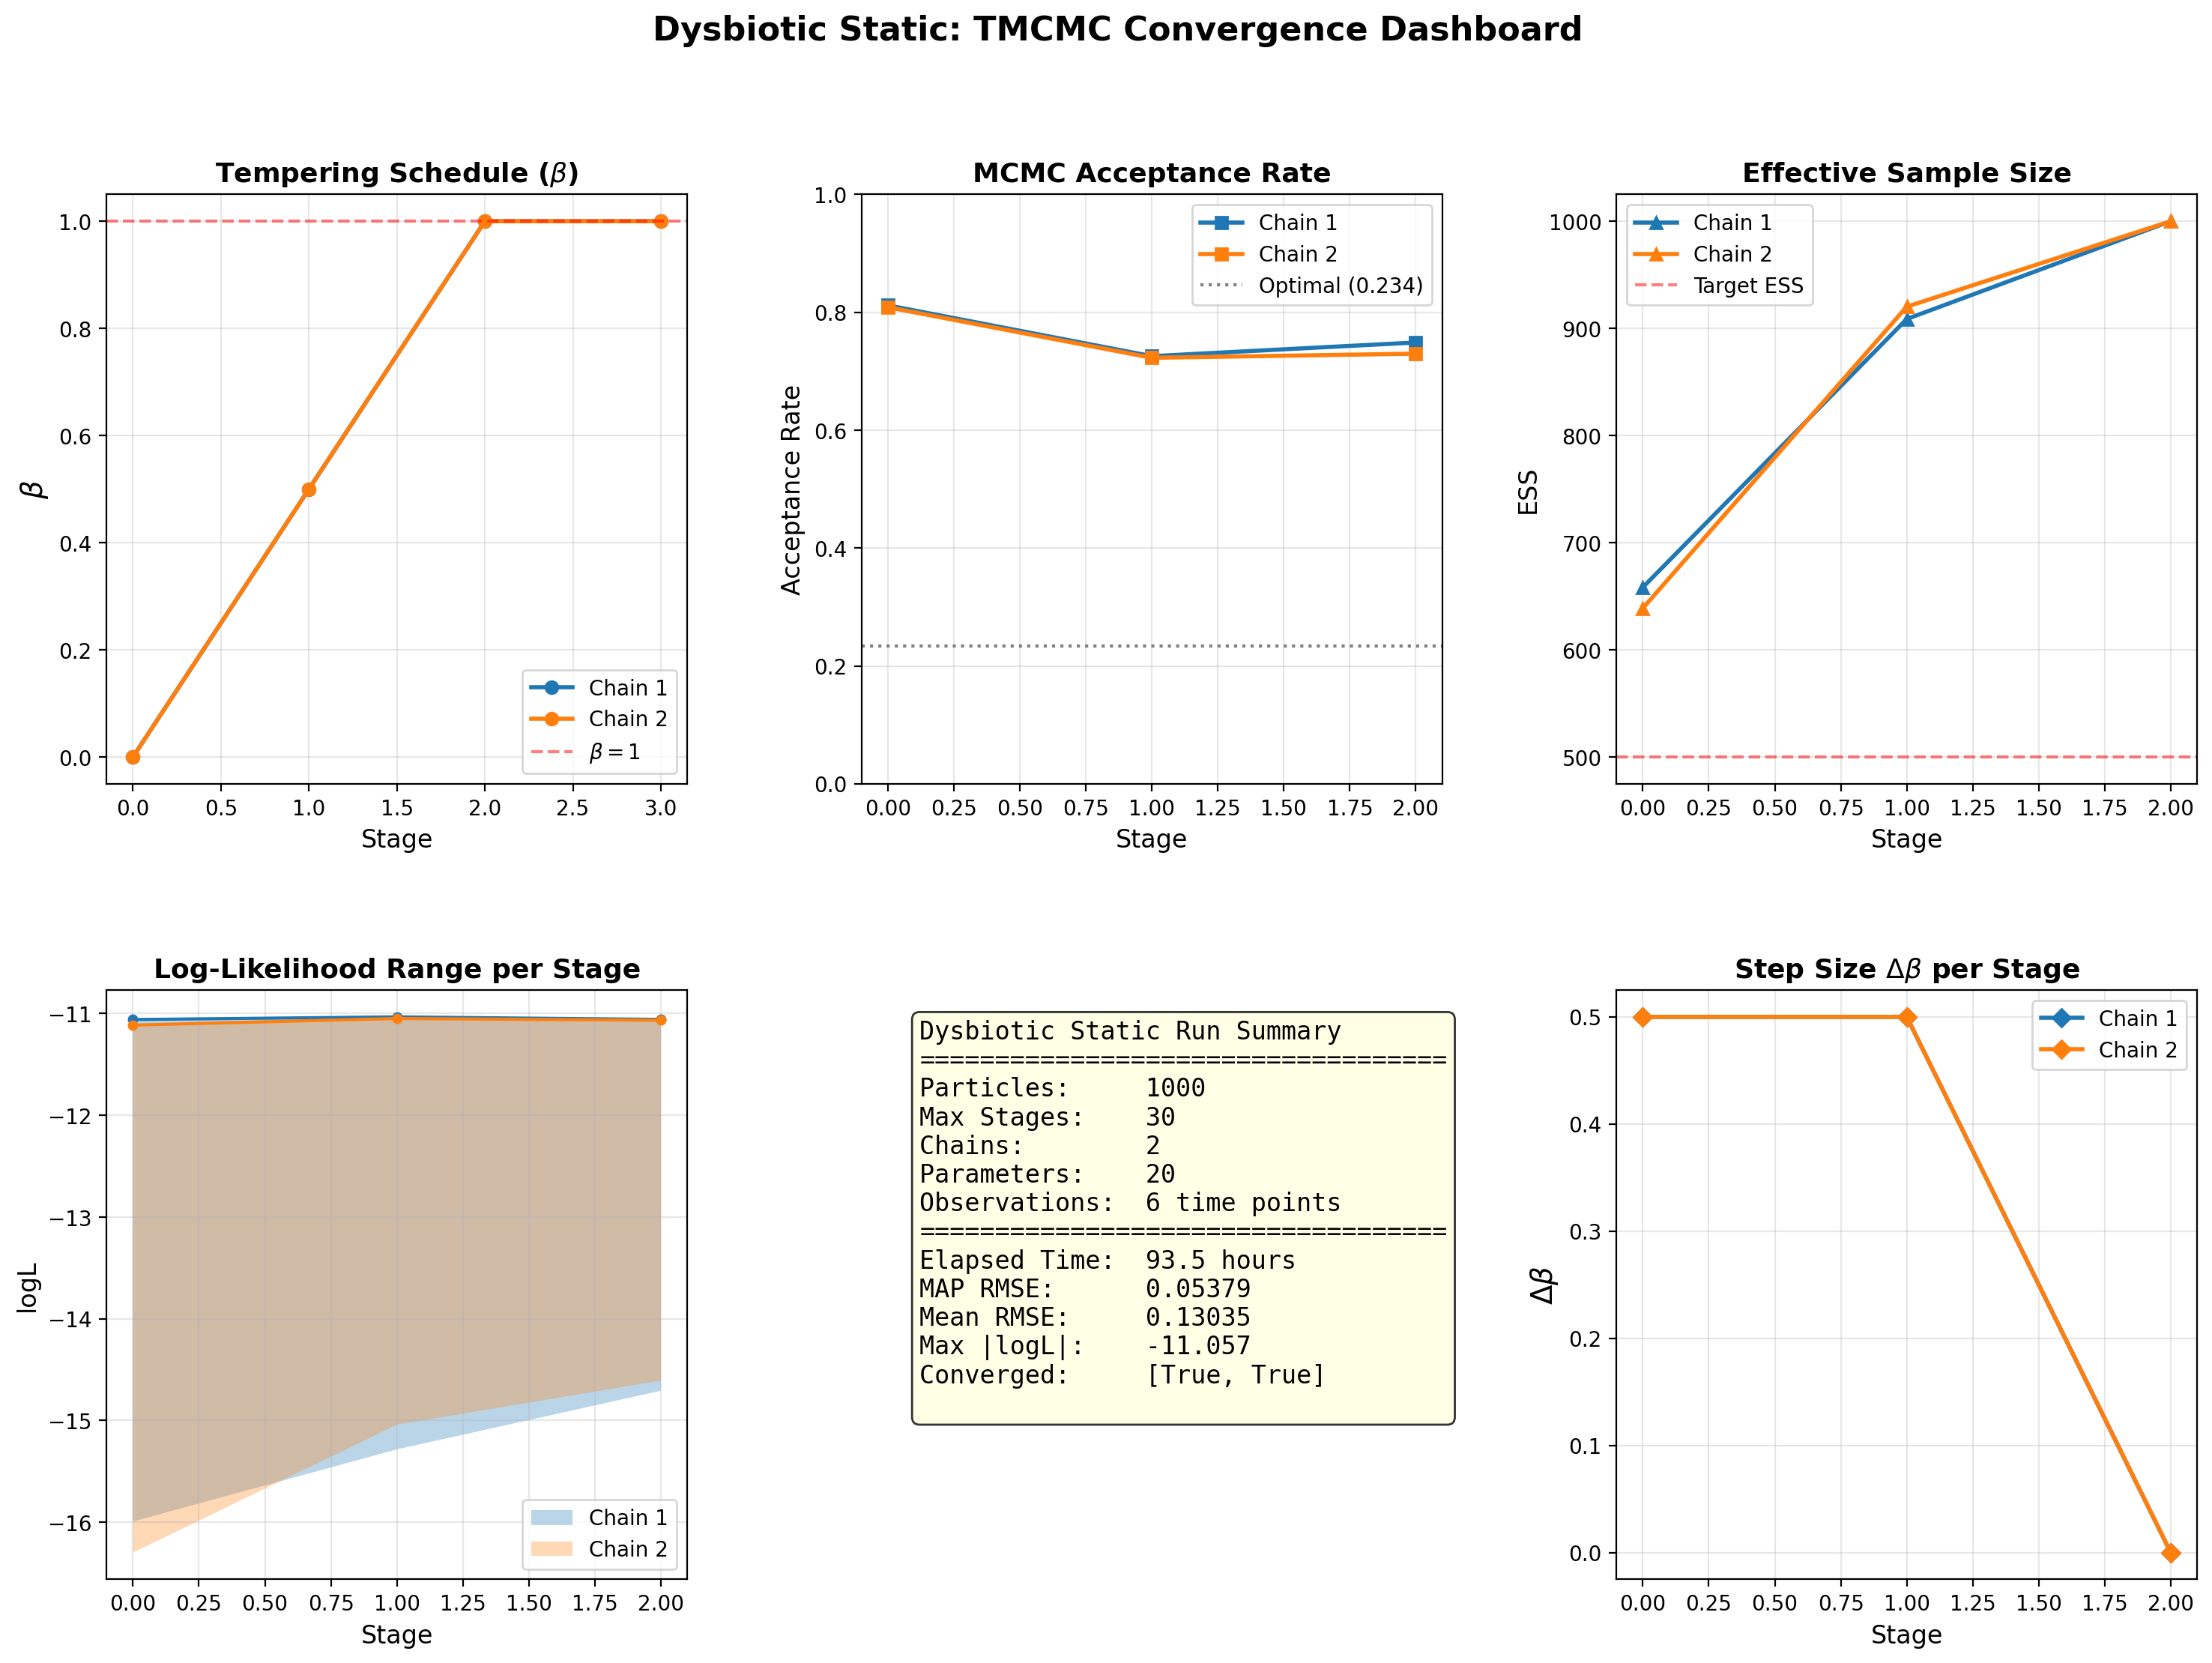 Dysbiotic Static: TMCMC Convergence Dashboard
Tempering Schedule (β)
1.0
0.8
0.6
0.4
0.2
0.0
β
0.0 0.5 1.0 1.5 2.0 2.5 3.0
Stage
Chain 1
Chain 2
β = 1
MCMC Acceptance Rate
1.0
0.8
0.6
0.4
0.2
0.0
Acceptance Rate
0.00 0.25 0.50 0.75 1.00 1.25 1.50 1.75 2.00
Stage
Chain 1
Chain 2
Optimal (0.234)
Effective Sample Size
1000
900
800
700
600
500
ESS
0.00 0.25 0.50 0.75 1.00 1.25 1.50 1.75 2.00
Stage
Chain 1
Chain 2
Target ESS
Log-Likelihood Range per Stage
−11
−12
−13
−14
−15
−16
logL
0.00 0.25 0.50 0.75 1.00 1.25 1.50 1.75 2.00
Stage
Chain 1
Chain 2
Dysbiotic Static Run Summary
===================================
Particles: 1000
Max Stages: 30
Chains: 2
Parameters: 20
Observations: 6 time points
===================================
Elapsed Time: 93.5 hours
MAP RMSE: 0.05379
Mean RMSE: 0.13035
Max |logL|: -11.057
Converged: [True, True]
Step Size Δβ per Stage
0.5
0.4
0.3
0.2
0.1
0.0
Δβ
0.00 0.25 0.50 0.75 1.00 1.25 1.50 1.75 2.00
Stage
Chain 1
Chain 2